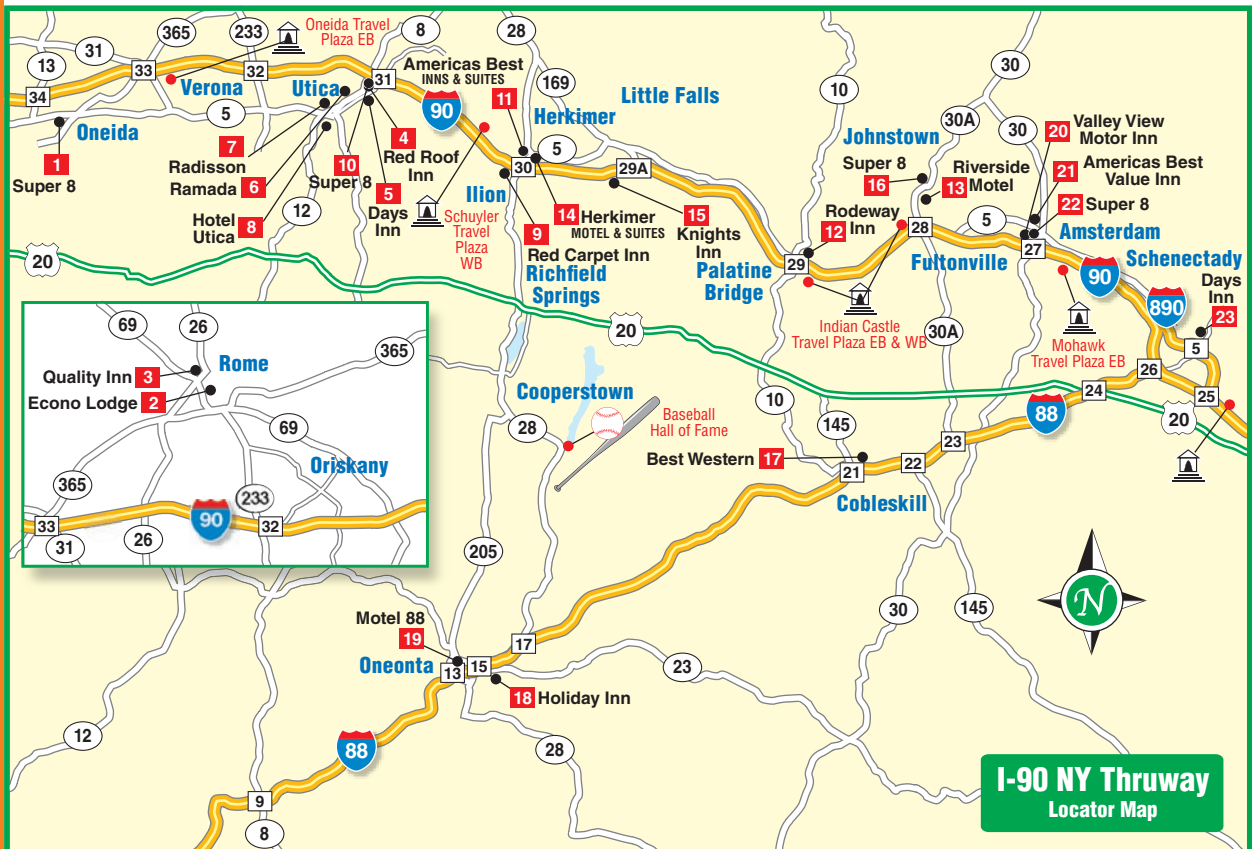 Oneida Travel
Plaza EB
365
233
8
28
31
13
33
32
31
34
Verona
Utica
5
Oneida
1
Super 8
7
Radisson
Ramada
6
Hotel
Utica
8
10
Super 8
4
Red Roof
Inn
5
Days
Inn
12
90
Americas Best
INNS & SUITES
11
169
Herkimer
Little Falls
5
30
29A
Ilion
Schuyler
Travel
Plaza
WB
9
Red Carpet Inn
14
Herkimer
MOTEL & SUITES
15
Knights
Inn
Richfield
Springs
10
Johnstown
30A
30
30
Super 8
16
13
Riverside
Motel
20
Valley View
Motor Inn
21
Americas Best
Value Inn
22
Super 8
Rodeway
Inn
12
28
5
27
Amsterdam
29
Palatine
Bridge
Fultonville
Schenectady
90
890
Days
Inn
23
5
20
20
Indian Castle
Travel Plaza EB & WB
30A
Mohawk
Travel Plaza EB
26
25
24
20
88
69
26
365
Rome
Quality Inn
3
Econo Lodge
2
69
Oriskany
365
233
90
33
32
31
26
Cooperstown
28
Baseball
Hall of Fame
10
145
Best Western
17
21
22
23
Cobleskill
205
30
145
N
Motel 88
19
Oneonta
13
15
17
18
Holiday Inn
23
12
88
28
9
8
I-90 NY Thruway
Locator Map